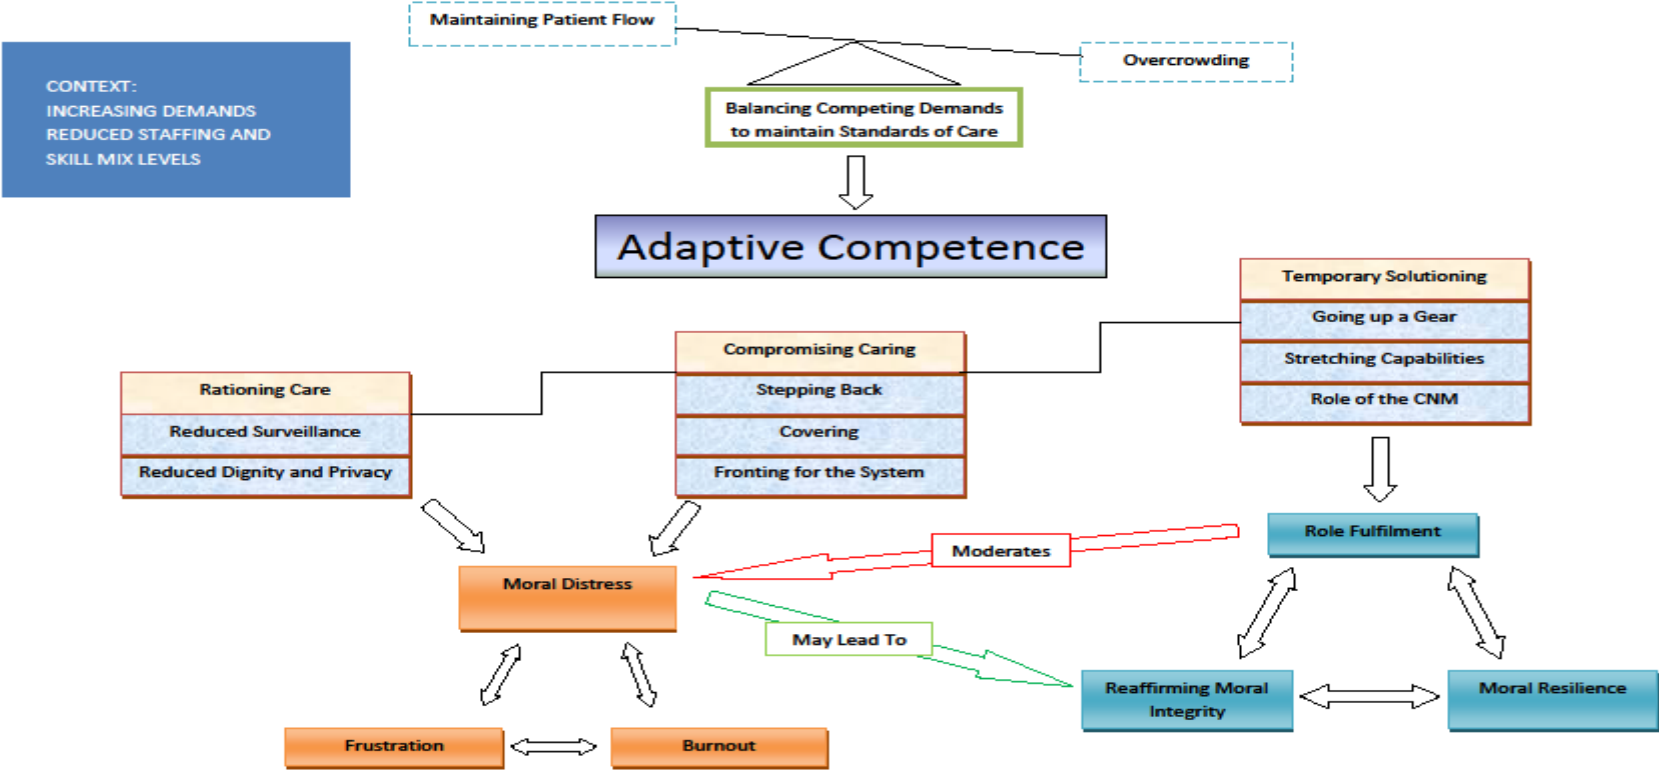 Maintaining Patient Flow
Overcrowding
CONTEXT:
INCREASING DEMANDS
REDUCED STAFFING AND
SKILL MIX LEVELS
Balancing Competing Demands
to maintain Standards of Care
Adaptive Competence
Rationing Care
Reduced Surveillance
Reduced Dignity and Privacy
Compromising Caring
Stepping Back
Covering
Fronting for the System
Temporary Solutioning
Going up a Gear
Stretching Capabilities
Role of the CNM
Moral Distress
Moderates
Role Fulfilment
May Lead To
Reaffirming Moral
Integrity
Moral Resilience
Frustration
Burnout